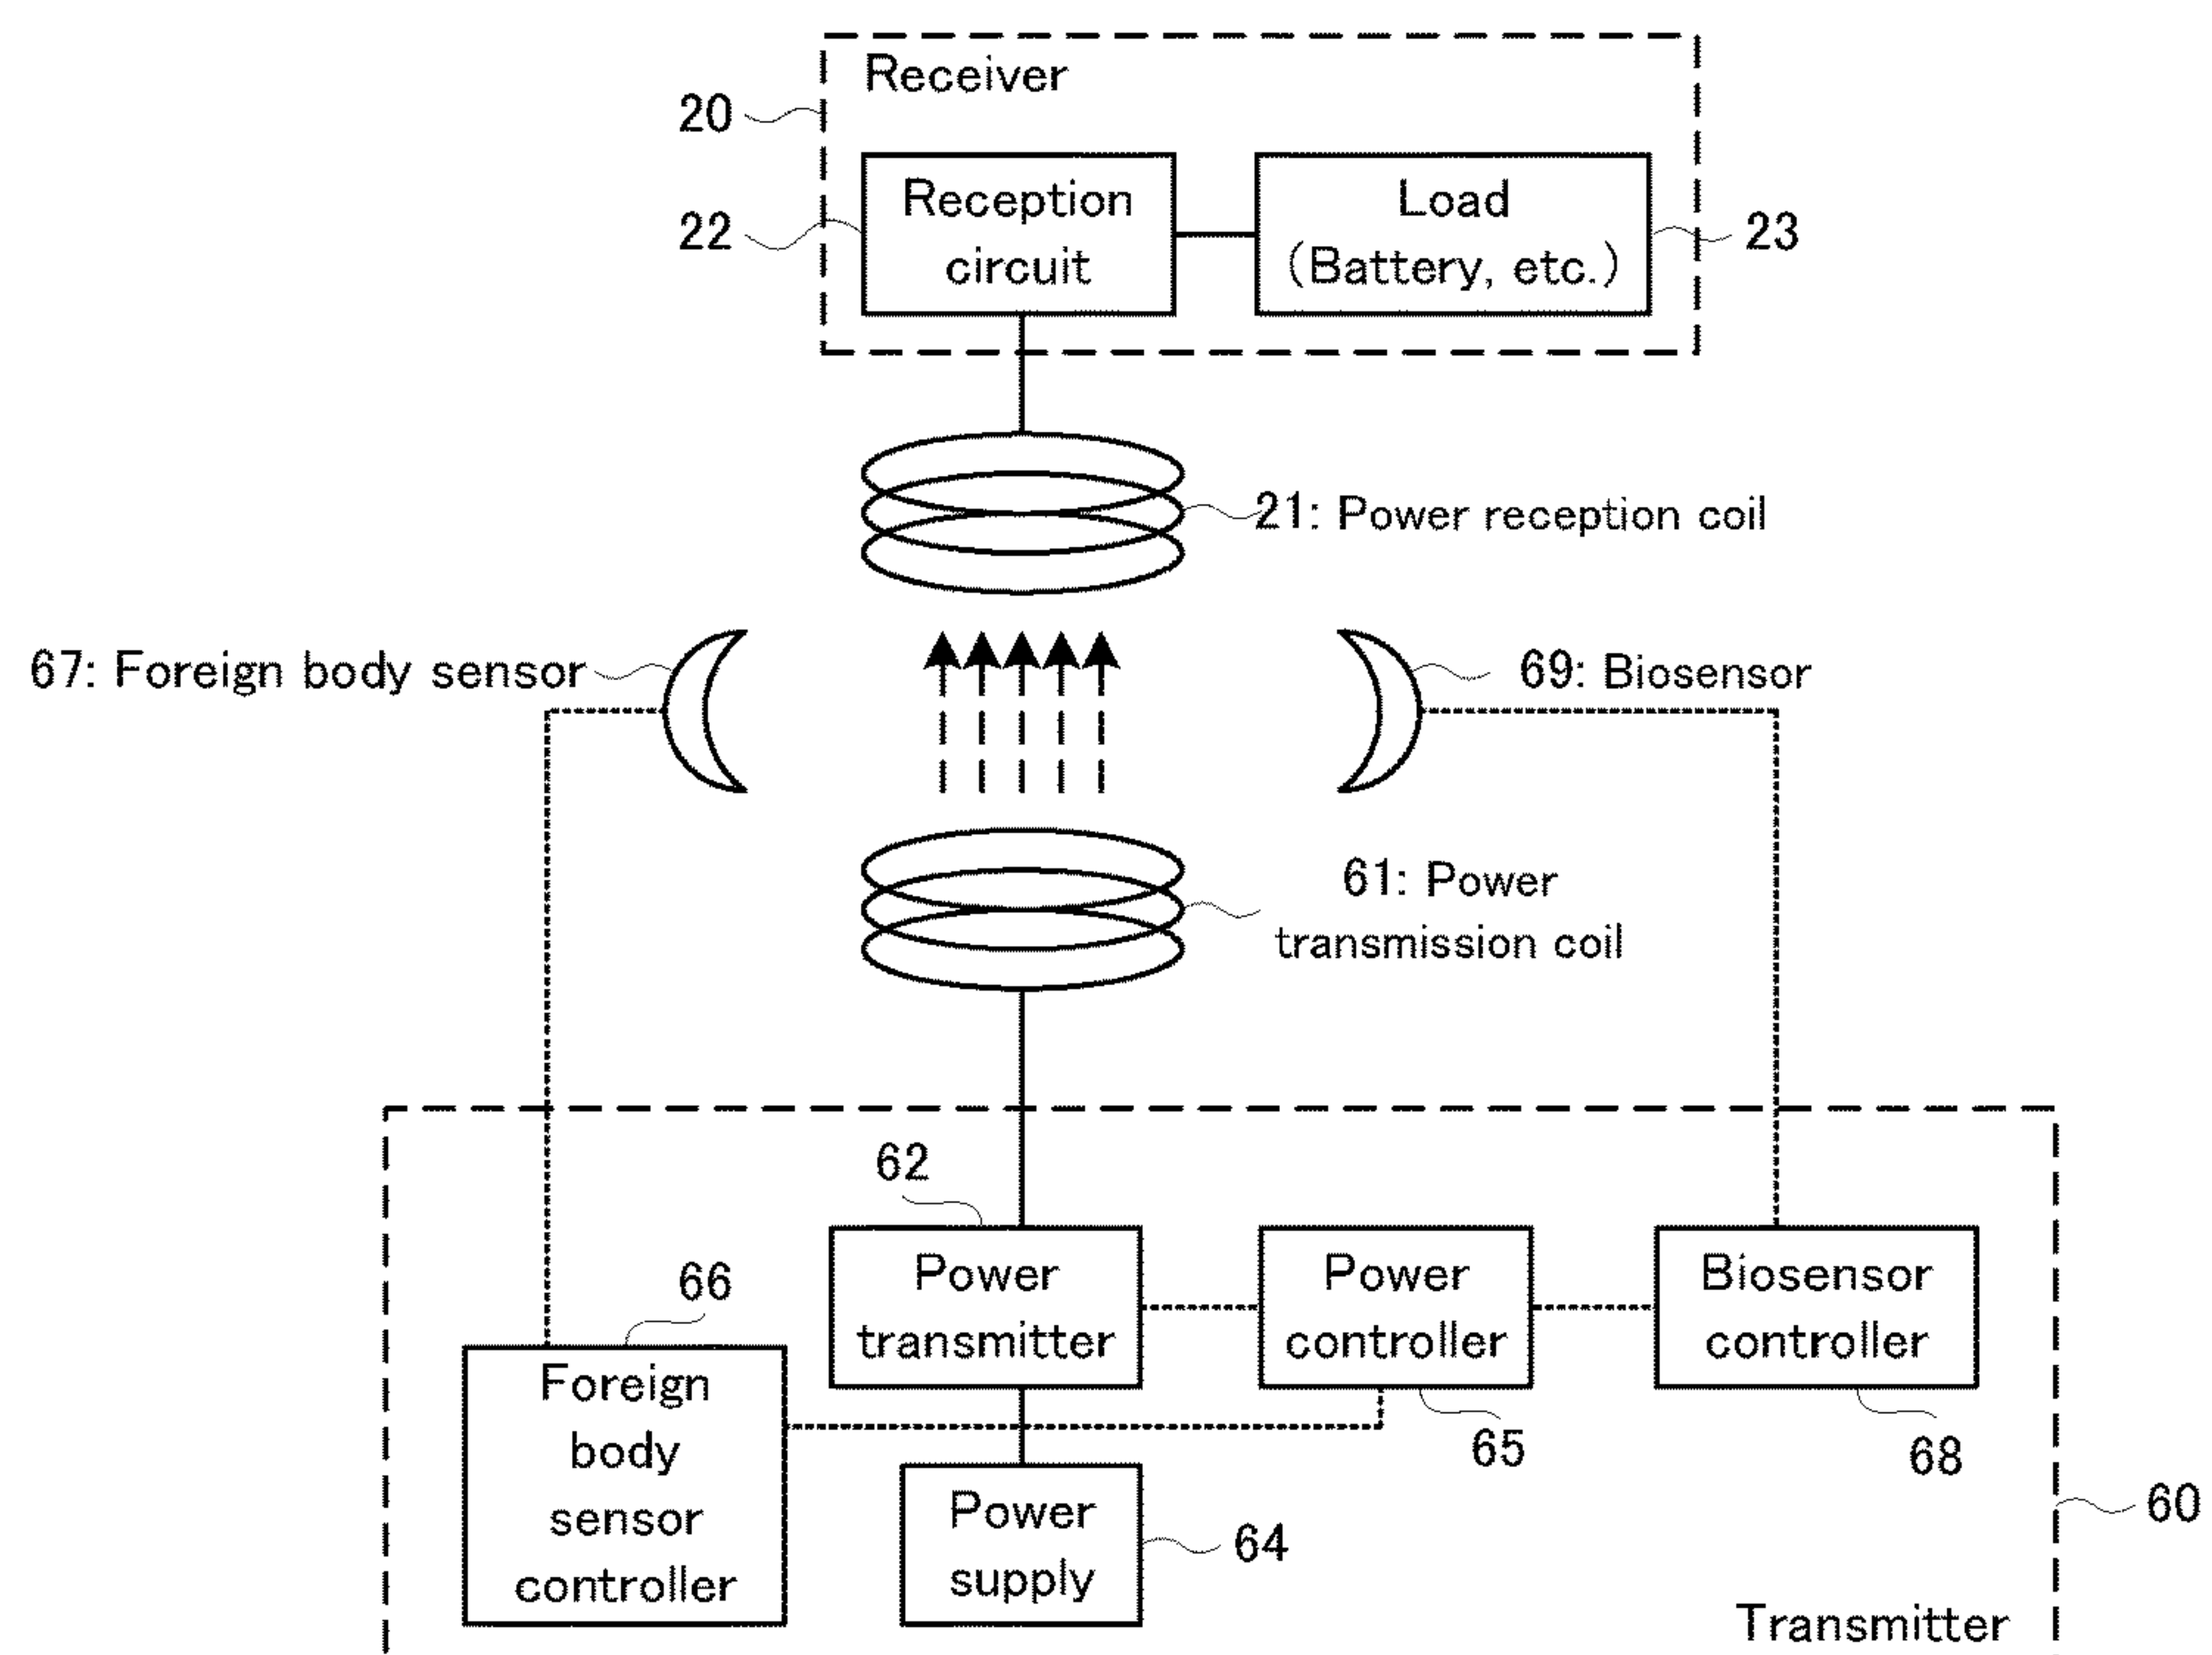 Receiver
20
Reception
circuit
22
Load
(Battery, etc.)
23
21: Power reception coil
67: Foreign body sensor
69: Biosensor
61: Power
transmission coil
62
Power
transmitter
Power
controller
65
Biosensor
controller
68
66
Foreign
body
sensor
controller
Power
supply
64
60
Transmitter